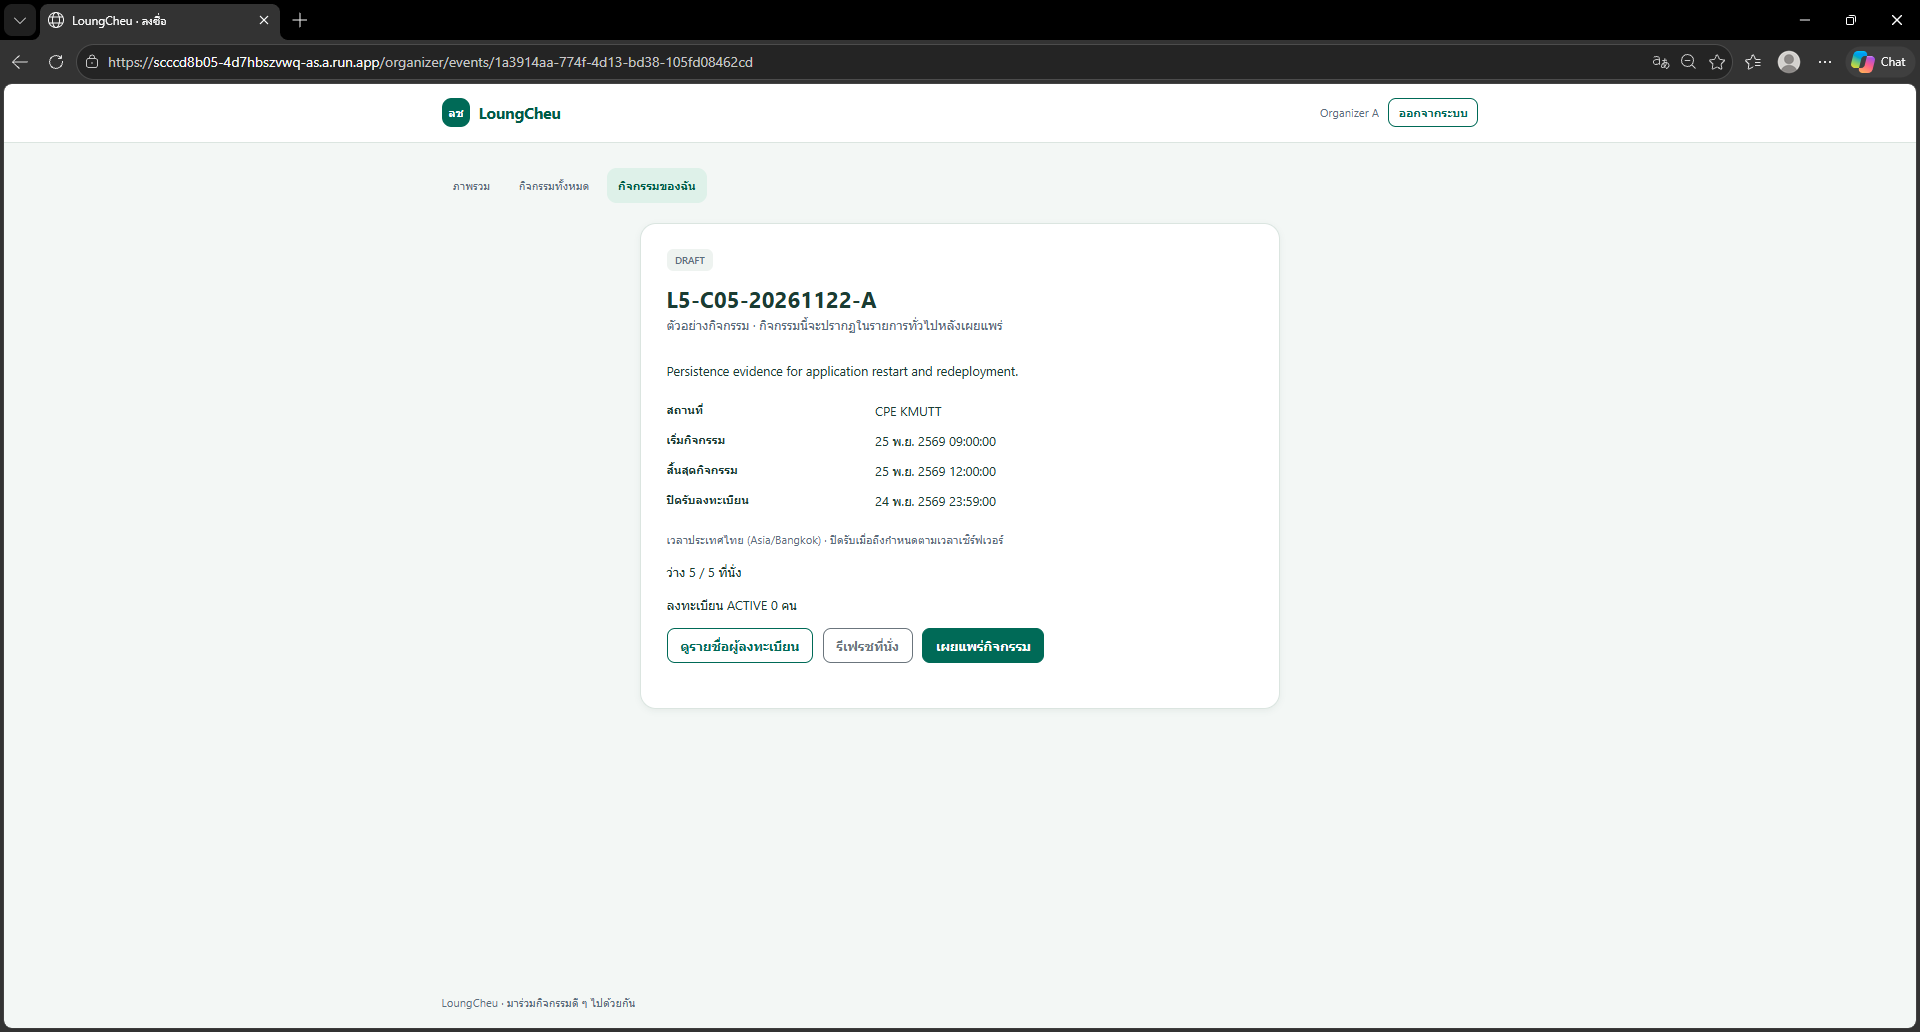 LoungCheu · ลงชื่อ
https://scccd8b05-4d7hbszvwq-as.a.run.app/organizer/events/1a3914aa-774f-4d13-bd38-105fd08462cd
Chat
ลช LoungCheu
Organizer A ออกจากระบบ
ภาพรวม กิจกรรมทั้งหมด กิจกรรมของฉัน
DRAFT
L5-C05-20261122-A
ตัวอย่างกิจกรรม · กิจกรรมนี้จะปรากฏในรายการทั่วไปหลังเผยแพร่
Persistence evidence for application restart and redeployment.
สถานที่ CPE KMUTT
เริ่มกิจกรรม 25 พ.ย. 2569 09:00:00
สิ้นสุดกิจกรรม 25 พ.ย. 2569 12:00:00
ปิดรับลงทะเบียน 24 พ.ย. 2569 23:59:00
เวลาประเทศไทย (Asia/Bangkok) · ปิดรับเมื่อถึงกำหนดตามเวลาเซิร์ฟเวอร์
ว่าง 5 / 5 ที่นั่ง
ลงทะเบียน ACTIVE 0 คน
ดูรายชื่อผู้ลงทะเบียน รีเฟรชที่นั่ง เผยแพร่กิจกรรม
LoungCheu · มาร่วมกิจกรรมดี ๆ ไปด้วยกัน